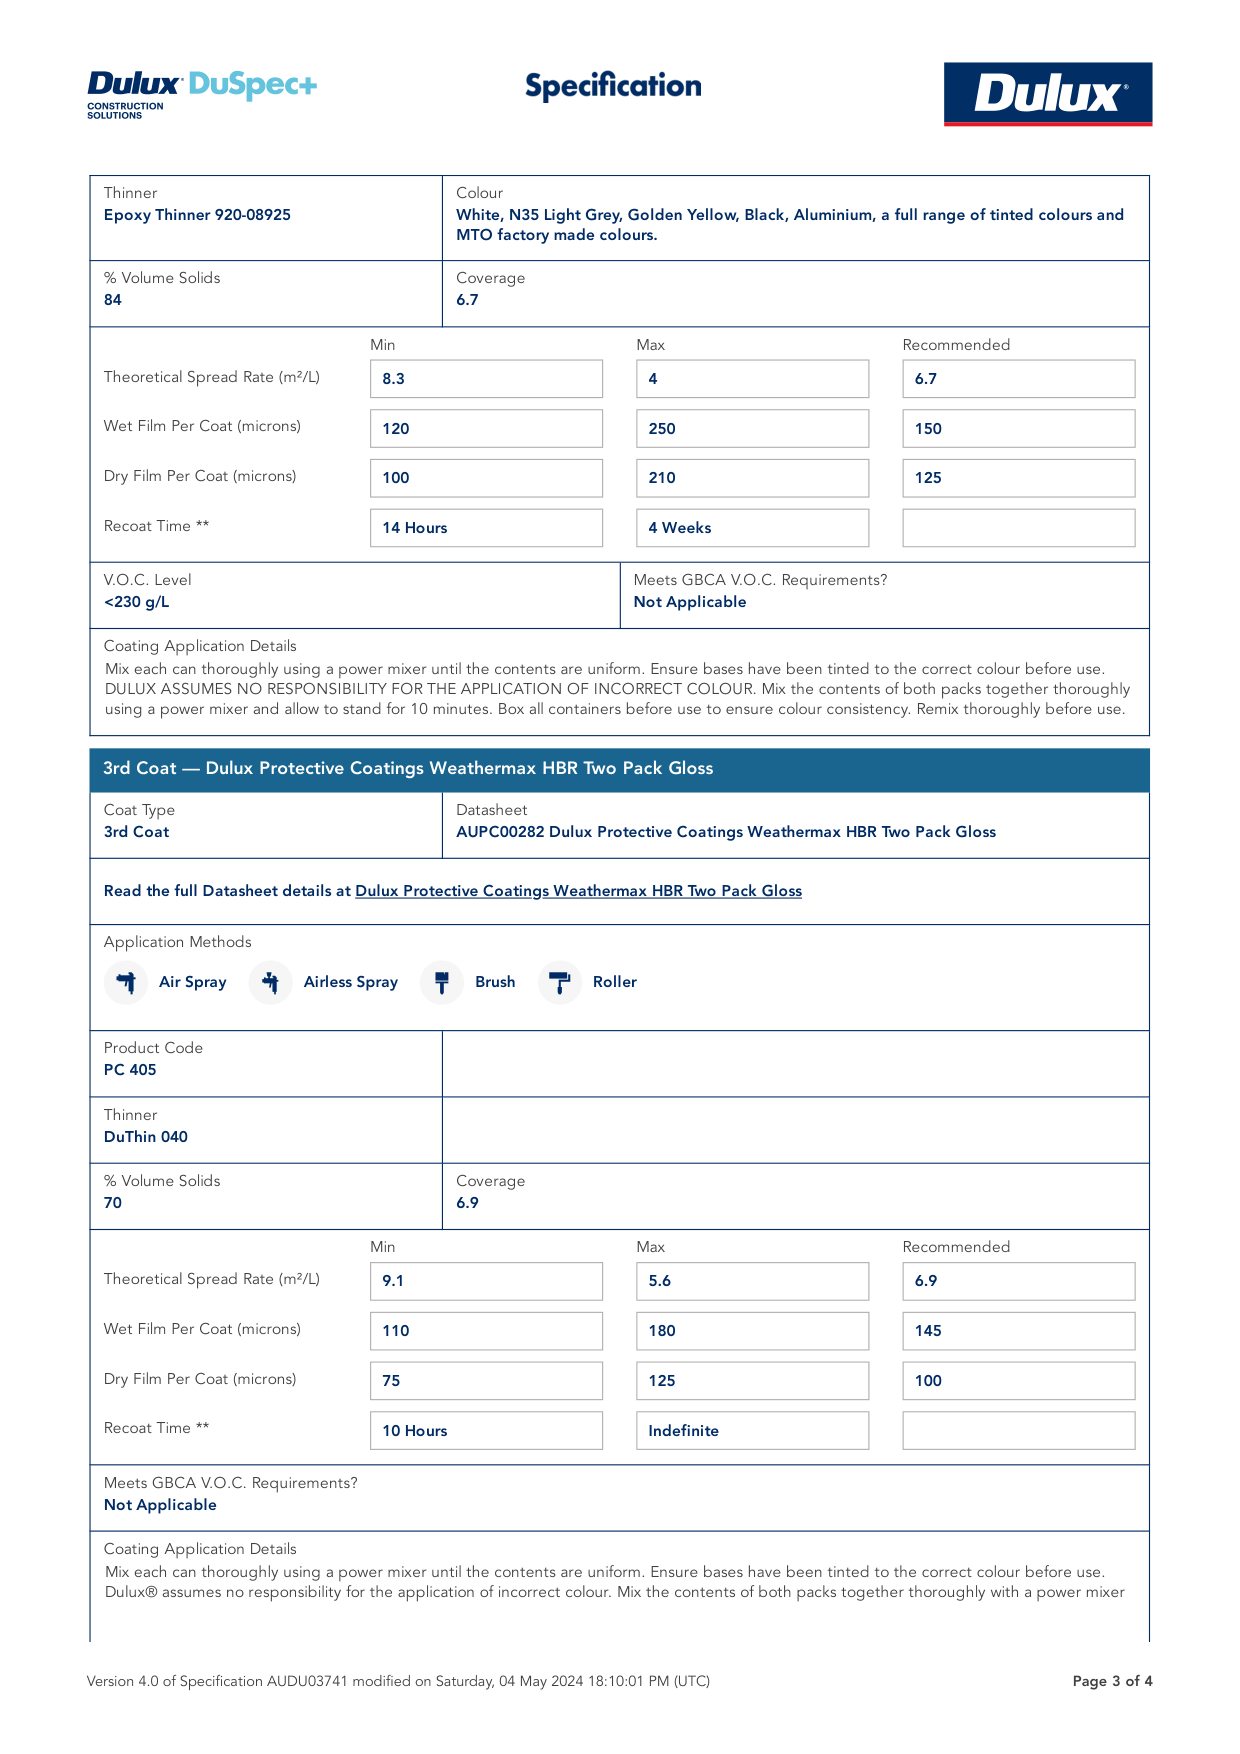 Dulux DuSpec+
CONSTRUCTION
SOLUTIONS
Specification
Dulux®
Thinner
Epoxy Thinner 920-08925
Colour
White, N35 Light Grey, Golden Yellow, Black, Aluminium, a full range of tinted colours and
MTO factory made colours.
% Volume Solids
84
Coverage
6.7
Min Max Recommended
Theoretical Spread Rate (m²/L) 8.3 4 6.7
Wet Film Per Coat (microns) 120 250 150
Dry Film Per Coat (microns) 100 210 125
Recoat Time ** 14 Hours 4 Weeks
V.O.C. Level
<230 g/L
Meets GBCA V.O.C. Requirements?
Not Applicable
Coating Application Details
Mix each can thoroughly using a power mixer until the contents are uniform. Ensure bases have been tinted to the correct colour before use.
DULUX ASSUMES NO RESPONSIBILITY FOR THE APPLICATION OF INCORRECT COLOUR. Mix the contents of both packs together thoroughly
using a power mixer and allow to stand for 10 minutes. Box all containers before use to ensure colour consistency. Remix thoroughly before use.
3rd Coat — Dulux Protective Coatings Weathermax HBR Two Pack Gloss
Coat Type
3rd Coat
Datasheet
AUPC00282 Dulux Protective Coatings Weathermax HBR Two Pack Gloss
Read the full Datasheet details at Dulux Protective Coatings Weathermax HBR Two Pack Gloss
Application Methods
Air Spray Airless Spray Brush Roller
Product Code
PC 405
Thinner
DuThin 040
% Volume Solids
70
Coverage
6.9
Min Max Recommended
Theoretical Spread Rate (m²/L) 9.1 5.6 6.9
Wet Film Per Coat (microns) 110 180 145
Dry Film Per Coat (microns) 75 125 100
Recoat Time ** 10 Hours Indefinite
Meets GBCA V.O.C. Requirements?
Not Applicable
Coating Application Details
Mix each can thoroughly using a power mixer until the contents are uniform. Ensure bases have been tinted to the correct colour before use.
Dulux® assumes no responsibility for the application of incorrect colour. Mix the contents of both packs together thoroughly with a power mixer
Version 4.0 of Specification AUDU03741 modified on Saturday, 04 May 2024 18:10:01 PM (UTC)
Page 3 of 4